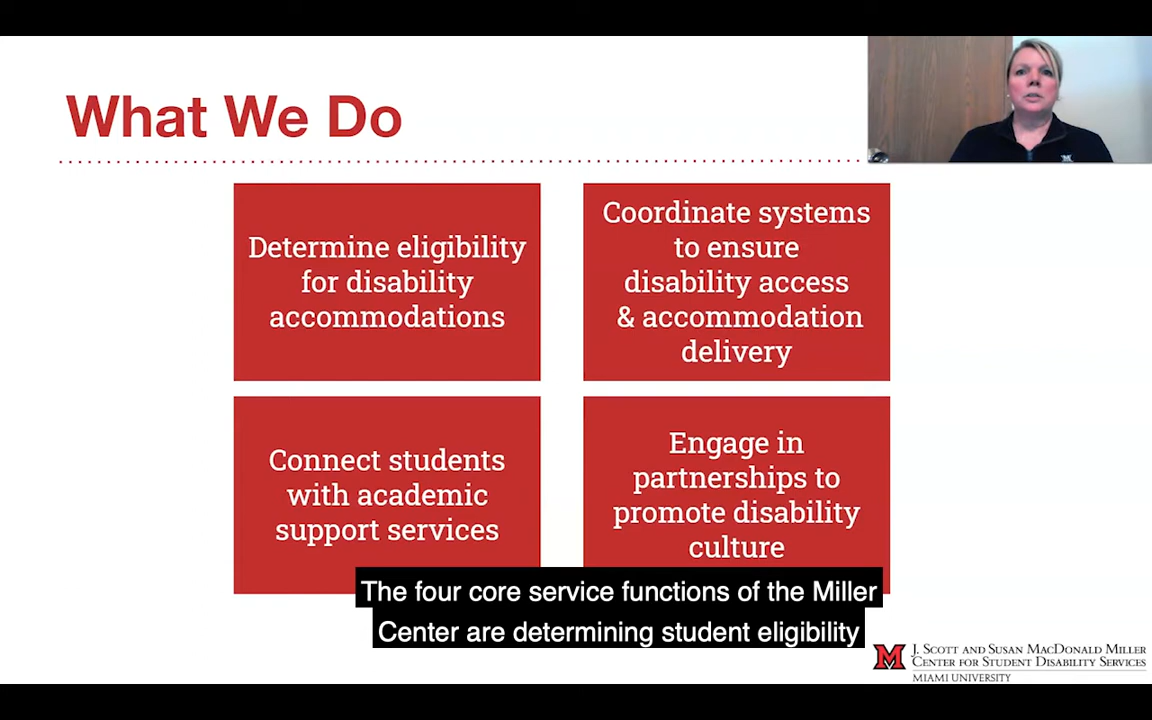 What We Do
Determine eligibility
for disability
accommodations
Coordinate systems
to ensure
disability access
& accommodation
delivery
Connect students
with academic
support services
Engage in
partnerships to
promote disability
culture
The four core service functions of the Miller
Center are determining student eligibility
M
J. Scott and Susan MacDonald Miller
Center for Student Disability Services
MIAMI UNIVERSITY